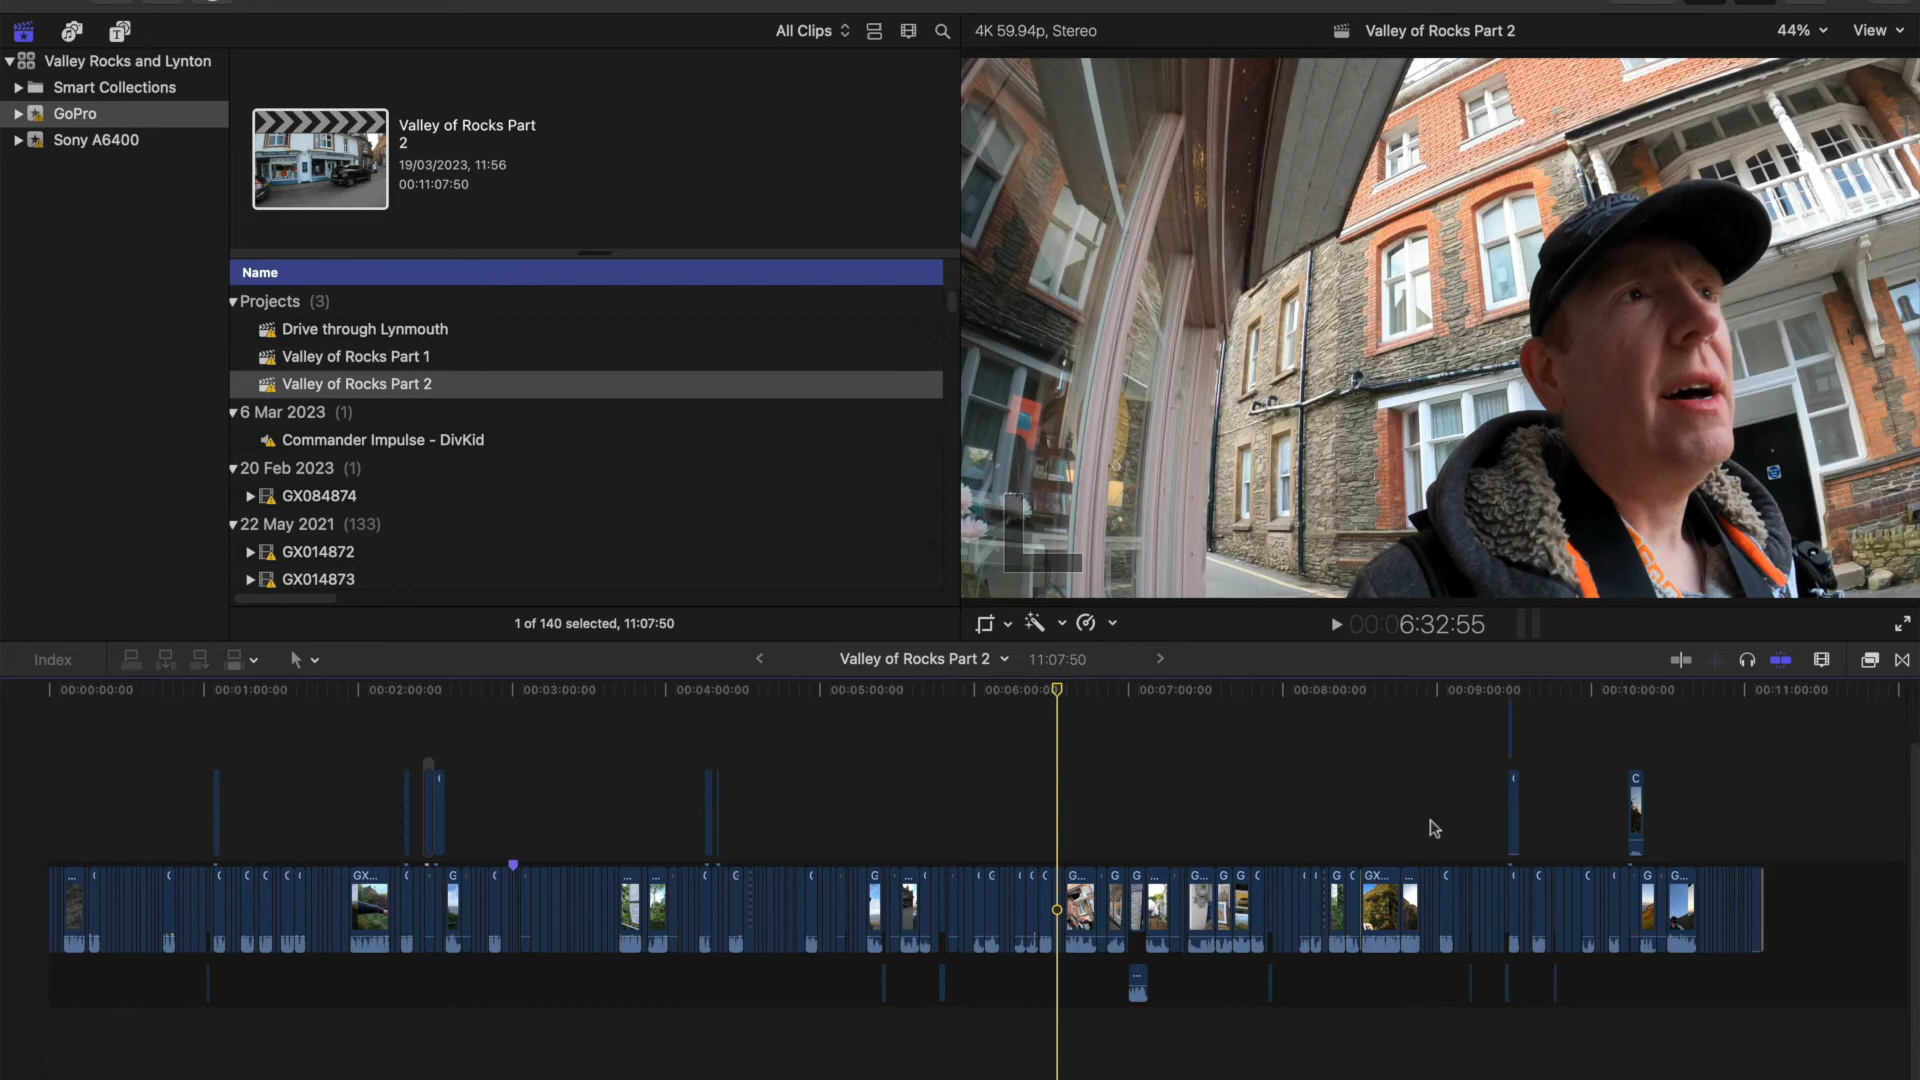 All Clips
4K 59.94p, Stereo
Valley of Rocks Part 2
44%
View
Valley Rocks and Lynton
Smart Collections
GoPro
Sony A6400
Valley of Rocks Part
2
19/03/2023, 11:56
00:11:07:50
Name
Projects (3)
Drive through Lynmouth
Valley of Rocks Part 1
Valley of Rocks Part 2
6 Mar 2023 (1)
Commander Impulse - DivKid
20 Feb 2023 (1)
GX084874
22 May 2021 (133)
GX014872
GX014873
1 of 140 selected, 11:07:50
00:06:32:55
Index
Valley of Rocks Part 2
11:07:50
00:00:00:00
00:01:00:00
00:02:00:00
00:03:00:00
00:04:00:00
00:05:00:00
00:07:00:00
00:08:00:00
00:09:00:00
00:10:00:00
00:11:00:00
GX...
G
G
G
G
G...
G
G
...
G...
G
G
G
GX...
...
G
G...